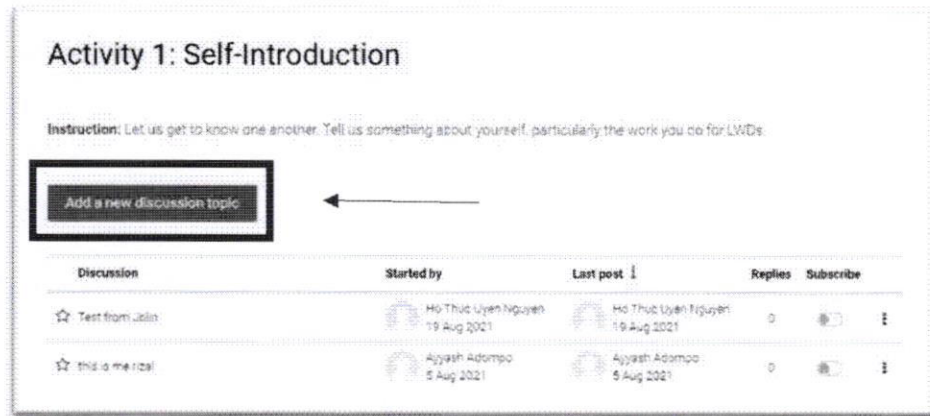 Activity 1: Self-Introduction
Instruction: Let us get to know one another. Tell us something about yourself, particularly the work you do for LWDs.
Add a new discussion topic
Discussion Started by Last post Replies Subscribe
Test from Jolin Ho Thuc Uyen Nguyen Ho Thuc Uyen Nguyen 0
19 Aug 2021 19 Aug 2021
this is me rizal Ayyash Adompo Ayyash Adompo 0
5 Aug 2021 5 Aug 2021